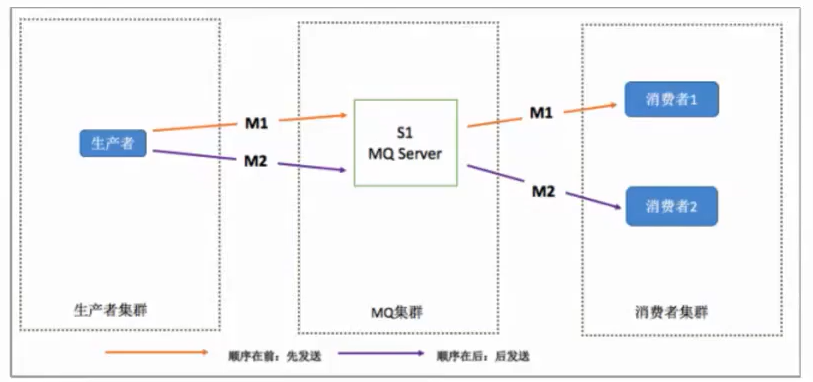 生产者
M1
M2
S1
MQ Server
M1
M2
消费者1
消费者2
生产者集群
MQ集群
消费者集群
顺序在前：先发送
顺序在后：后发送